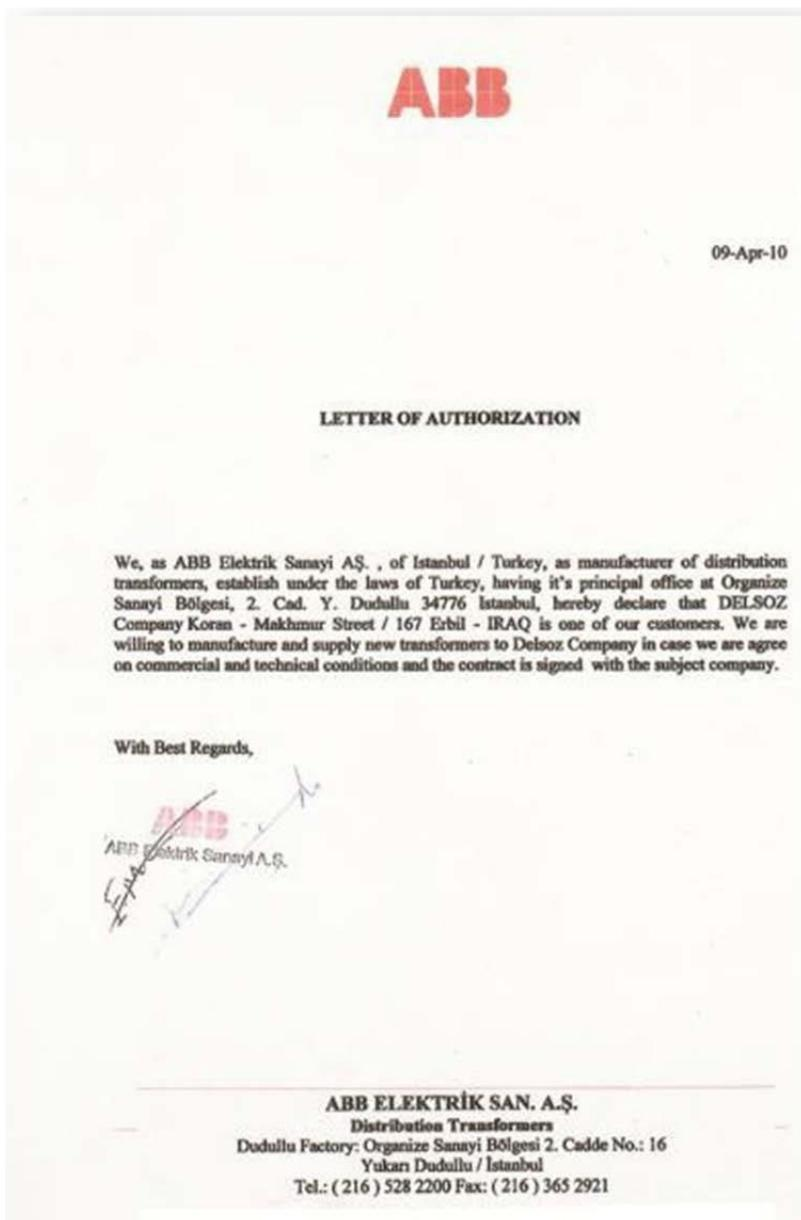 ABB
09-Apr-10
LETTER OF AUTHORIZATION
We, as ABB Elektrik Sanayi AŞ. , of Istanbul / Turkey, as manufacturer of distribution
transformers, establish under the laws of Turkey, having it's principal office at Organize
Sanayi Bölgesi, 2. Cad. Y. Dudullu 34776 Istanbul, hereby declare that DELSOZ
Company Koran - Makhmur Street / 167 Erbil - IRAQ is one of our customers. We are
willing to manufacture and supply new transformers to Delsoz Company in case we are agree
on commercial and technical conditions and the contract is signed with the subject company.
With Best Regards,
ABB
ABB Elektrik Sanayi A.Ş.
ABB ELEKTRİK SAN. A.Ş.
Distribution Transformers
Dudullu Factory: Organize Sanayi Bölgesi 2. Cadde No.: 16
Yukarı Dudullu / İstanbul
Tel.: ( 216 ) 528 2200 Fax: ( 216 ) 365 2921